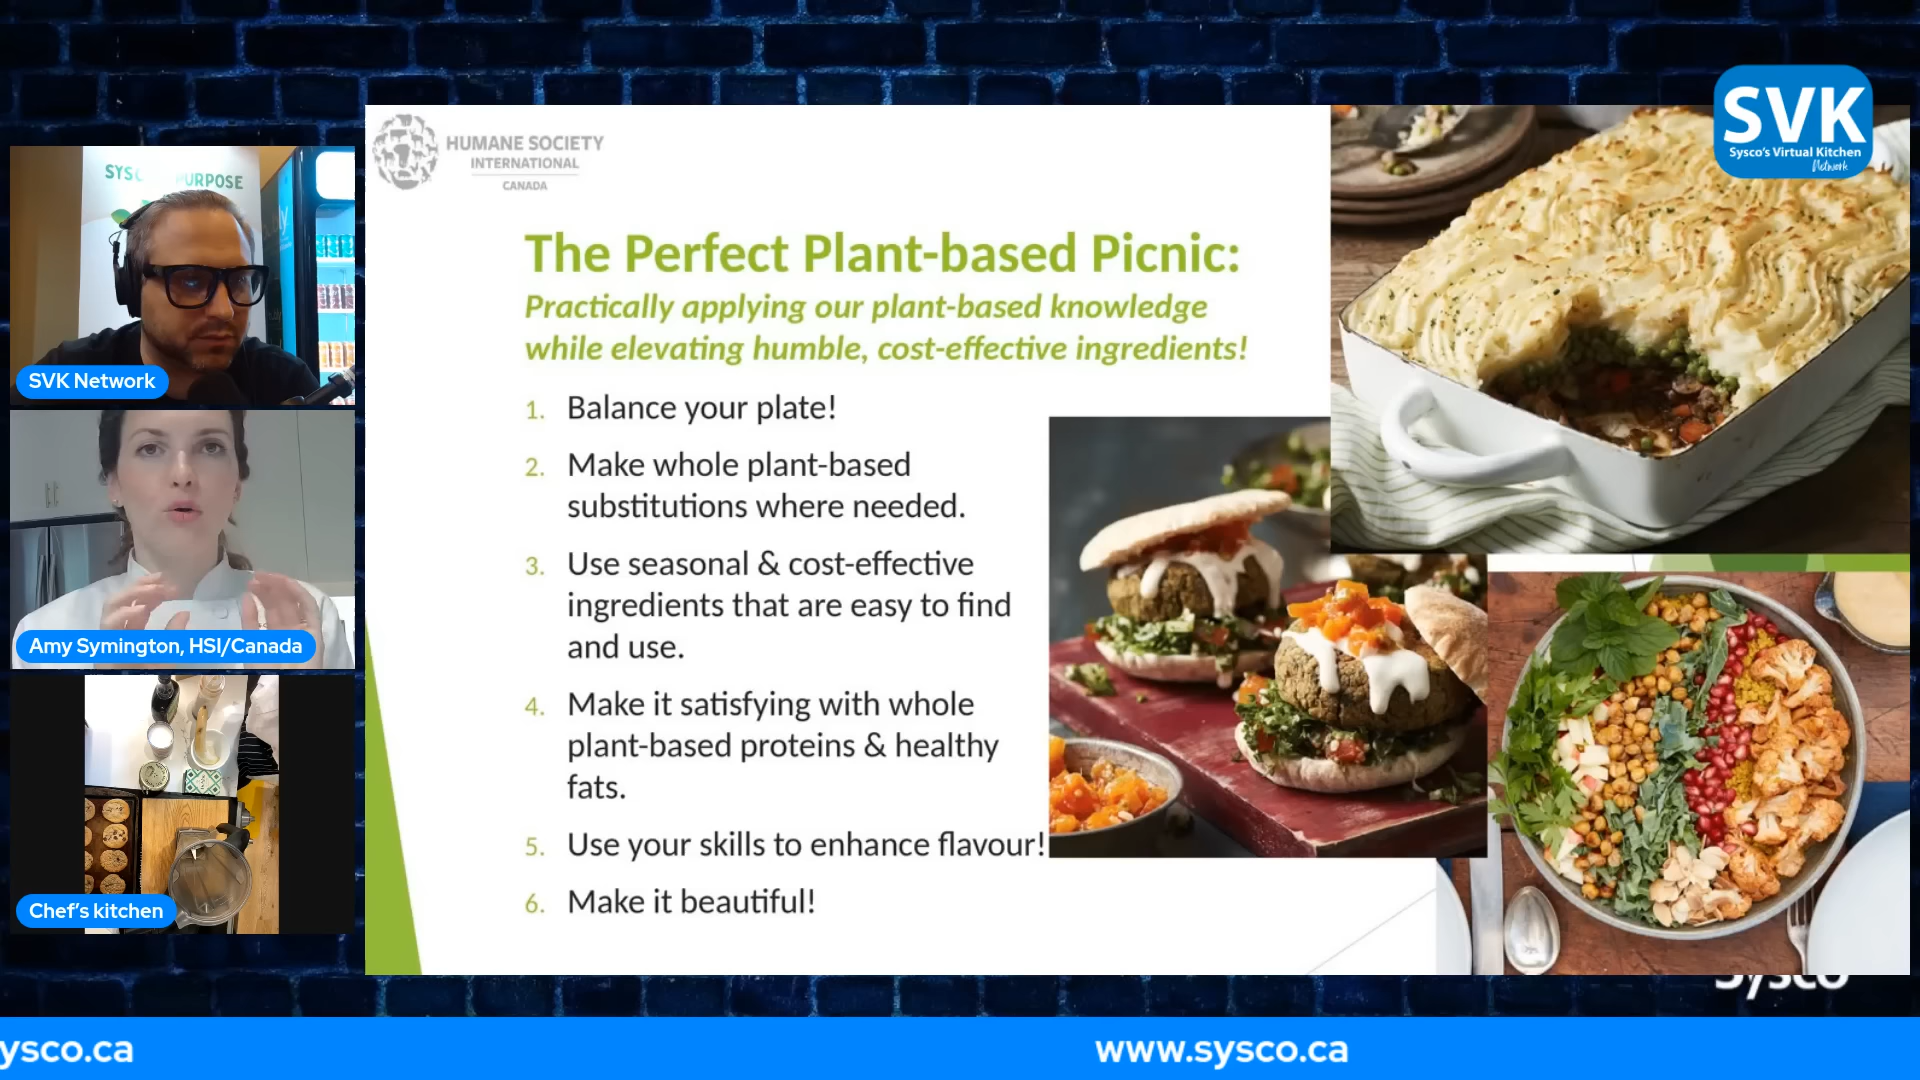 SVK
Sysco's Virtual Kitchen
Network
HUMANE SOCIETY
INTERNATIONAL
CANADA
SYSC PURPOSE
SVK Network
Amy Symington, HSI/Canada
Chef's kitchen
The Perfect Plant-based Picnic:
Practically applying our plant-based knowledge
while elevating humble, cost-effective ingredients!
1. Balance your plate!
2. Make whole plant-based
substitutions where needed.
3. Use seasonal & cost-effective
ingredients that are easy to find
and use.
4. Make it satisfying with whole
plant-based proteins & healthy
fats.
5. Use your skills to enhance flavour!
6. Make it beautiful!
Sysco
ysco.ca
www.sysco.ca